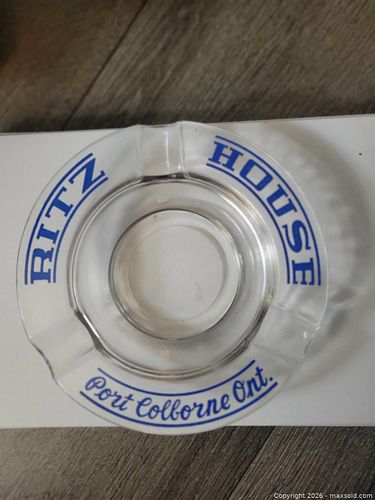 RITZ
HOUSE
Port Colborne Ont.
Copyright 2026 - maxsold.com